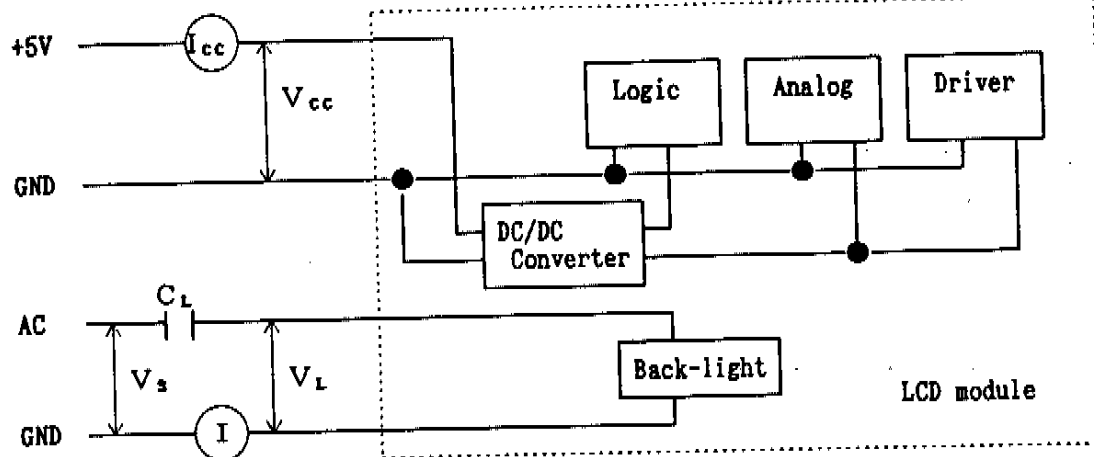 +5V
Icc
Vcc
Logic
Analog
Driver
GND
DC/DC
Converter
AC
CL
Vs
VL
Back-light
LCD module
GND
I